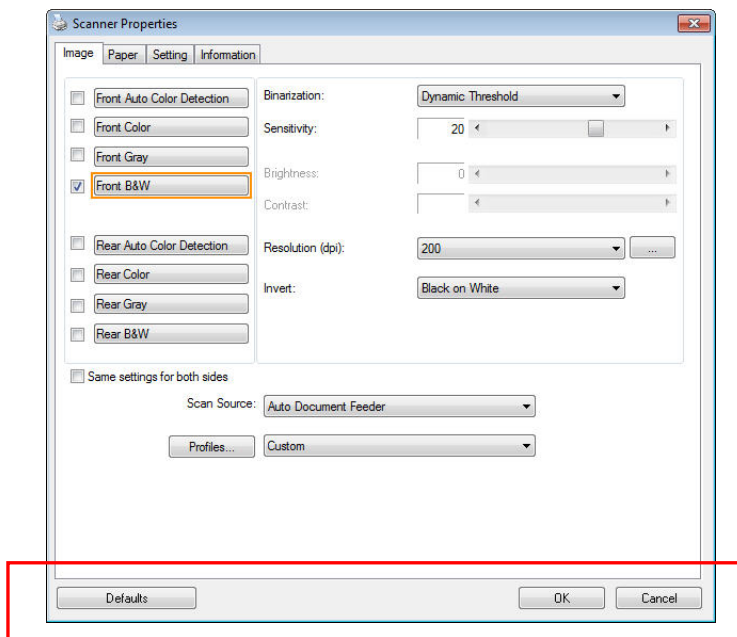 Scanner Properties
Image Paper Setting Information
Front Auto Color Detection
Front Color
Front Gray
Front B&W
Rear Auto Color Detection
Rear Color
Rear Gray
Rear B&W
Binarization: Dynamic Threshold
Sensitivity: 20
Brightness: 0
Contrast:
Resolution (dpi): 200 ...
Invert: Black on White
Same settings for both sides
Scan Source: Auto Document Feeder
Profiles... Custom
Defaults OK Cancel